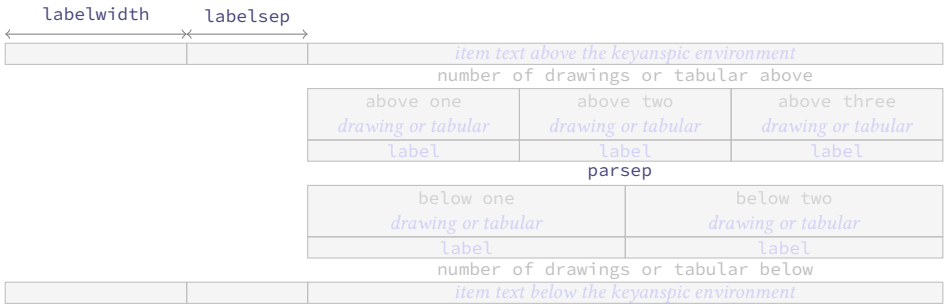 labelwidth labelsep
item text above the keyanspic environment
number of drawings or tabular above
above one above two above three
drawing or tabular drawing or tabular drawing or tabular
label label label
parsep
below one below two
drawing or tabular drawing or tabular
label label
number of drawings or tabular below
item text below the keyanspic environment